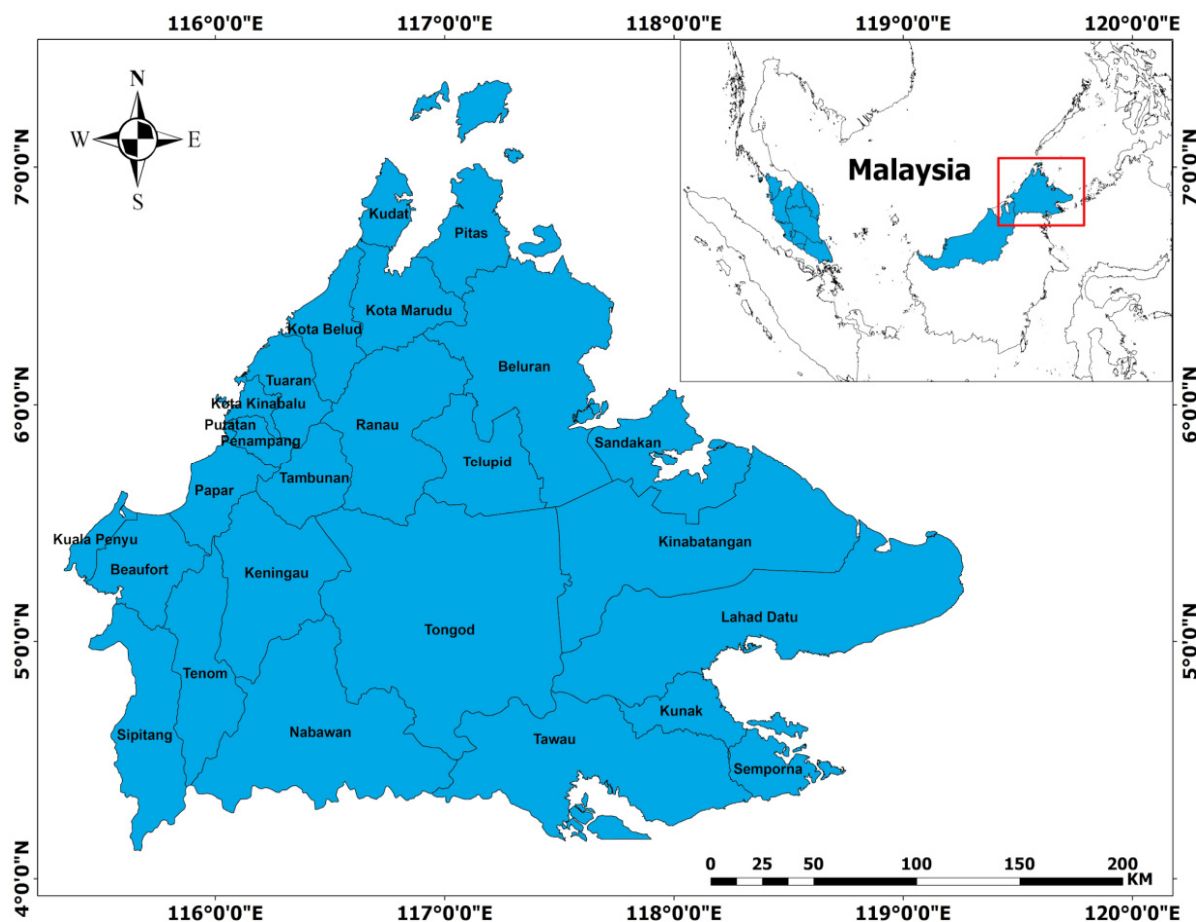 116°0'0"E 117°0'0"E 118°0'0"E 119°0'0"E 120°0'0"E
N
W E
S
7°0'0"N
6°0'0"N
5°0'0"N
4°0'0"N
Malaysia
7°0'0"N
6°0'0"N
5°0'0"N
4°0'0"N
Kudat
Pitas
Kota Marudu
Kota Belud
Beluran
Tuaran
Kota Kinabalu
Putatan
Penampang
Ranau
Sandakan
Telupid
Tambunan
Papar
Kuala Penyu
Beaufort
Keningau
Kinabatangan
Lahad Datu
Tongod
Tenom
Kunak
Sipitang
Nabawan
Tawau
Semporna
0 25 50 100 150 200
KM
116°0'0"E 117°0'0"E 118°0'0"E 119°0'0"E 120°0'0"E